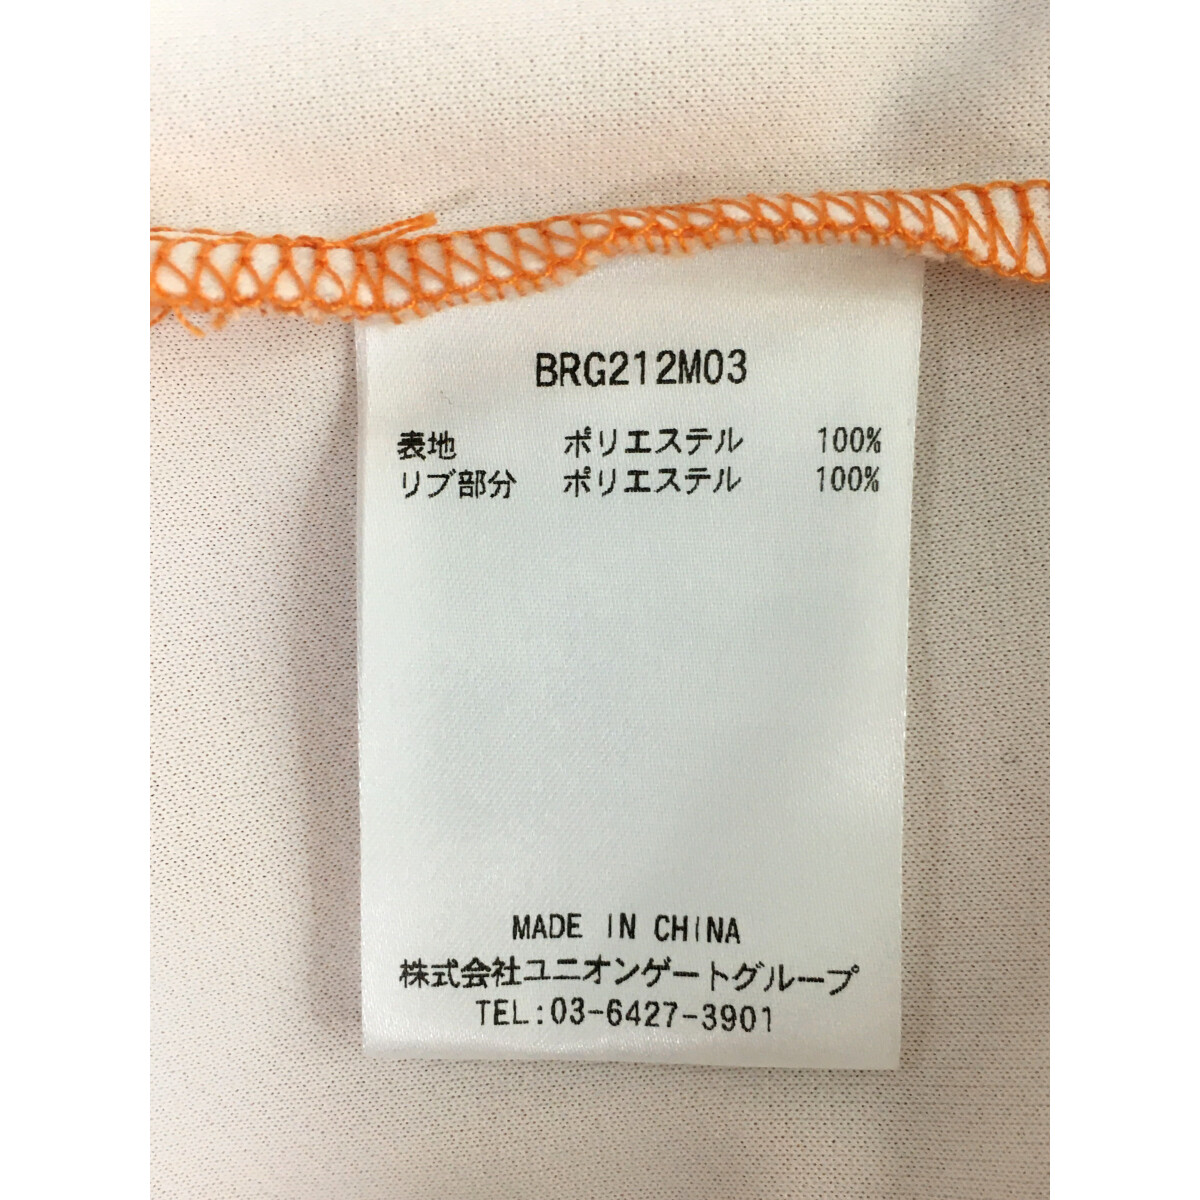 BRG212M03
表地 ポリエステル 100%
リブ部分 ポリエステル 100%
MADE IN CHINA
株式会社ユニオンゲートグループ
TEL:03-6427-3901